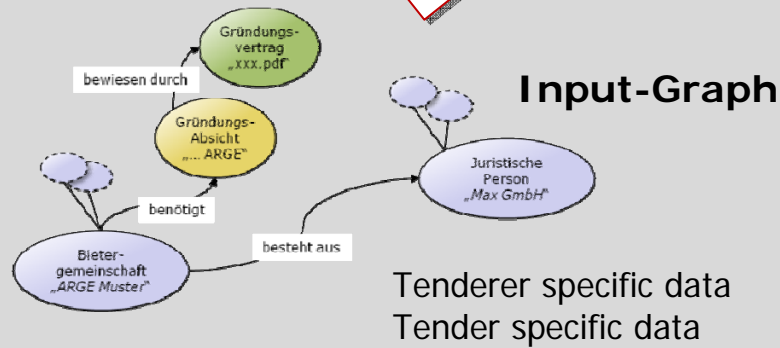 Gründungs-
vertrag
„xxx.pdf"
bewiesen durch
Input-Graph
Gründungs-
Absicht
„... ARGE"
Juristische
Person
„Max GmbH"
benötigt
besteht aus
Bieter-
gemeinschaft
„ARGE Muster"
Tenderer specific data
Tender specific data